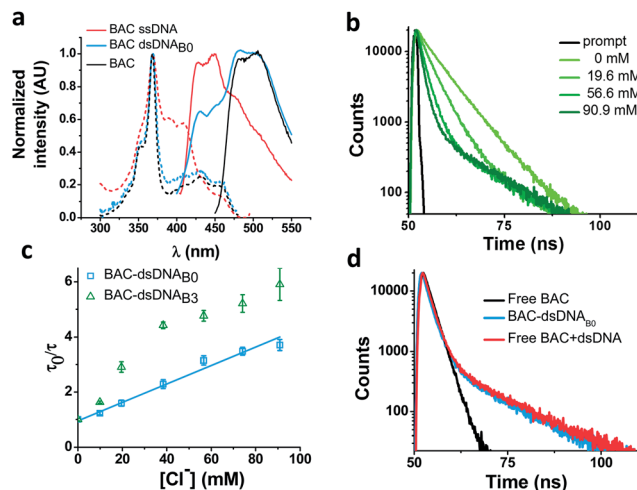 a
BAC ssDNA
BAC dsDNAB0
BAC
Normalized
intensity (AU)
1.0
0.8
0.6
0.4
0.2
0.0
300 350 400 450 500 550
λ (nm)
b
prompt
0 mM
19.6 mM
56.6 mM
90.9 mM
Counts
10000
1000
100
50 75 100
Time (ns)
c
BAC-dsDNAB0
BAC-dsDNAB3
τ0/τ
6
4
2
0
0 20 40 60 80 100
[Cl-] (mM)
d
Free BAC
BAC-dsDNAB0
Free BAC+dsDNA
Counts
10000
1000
100
50 75 100
Time (ns)